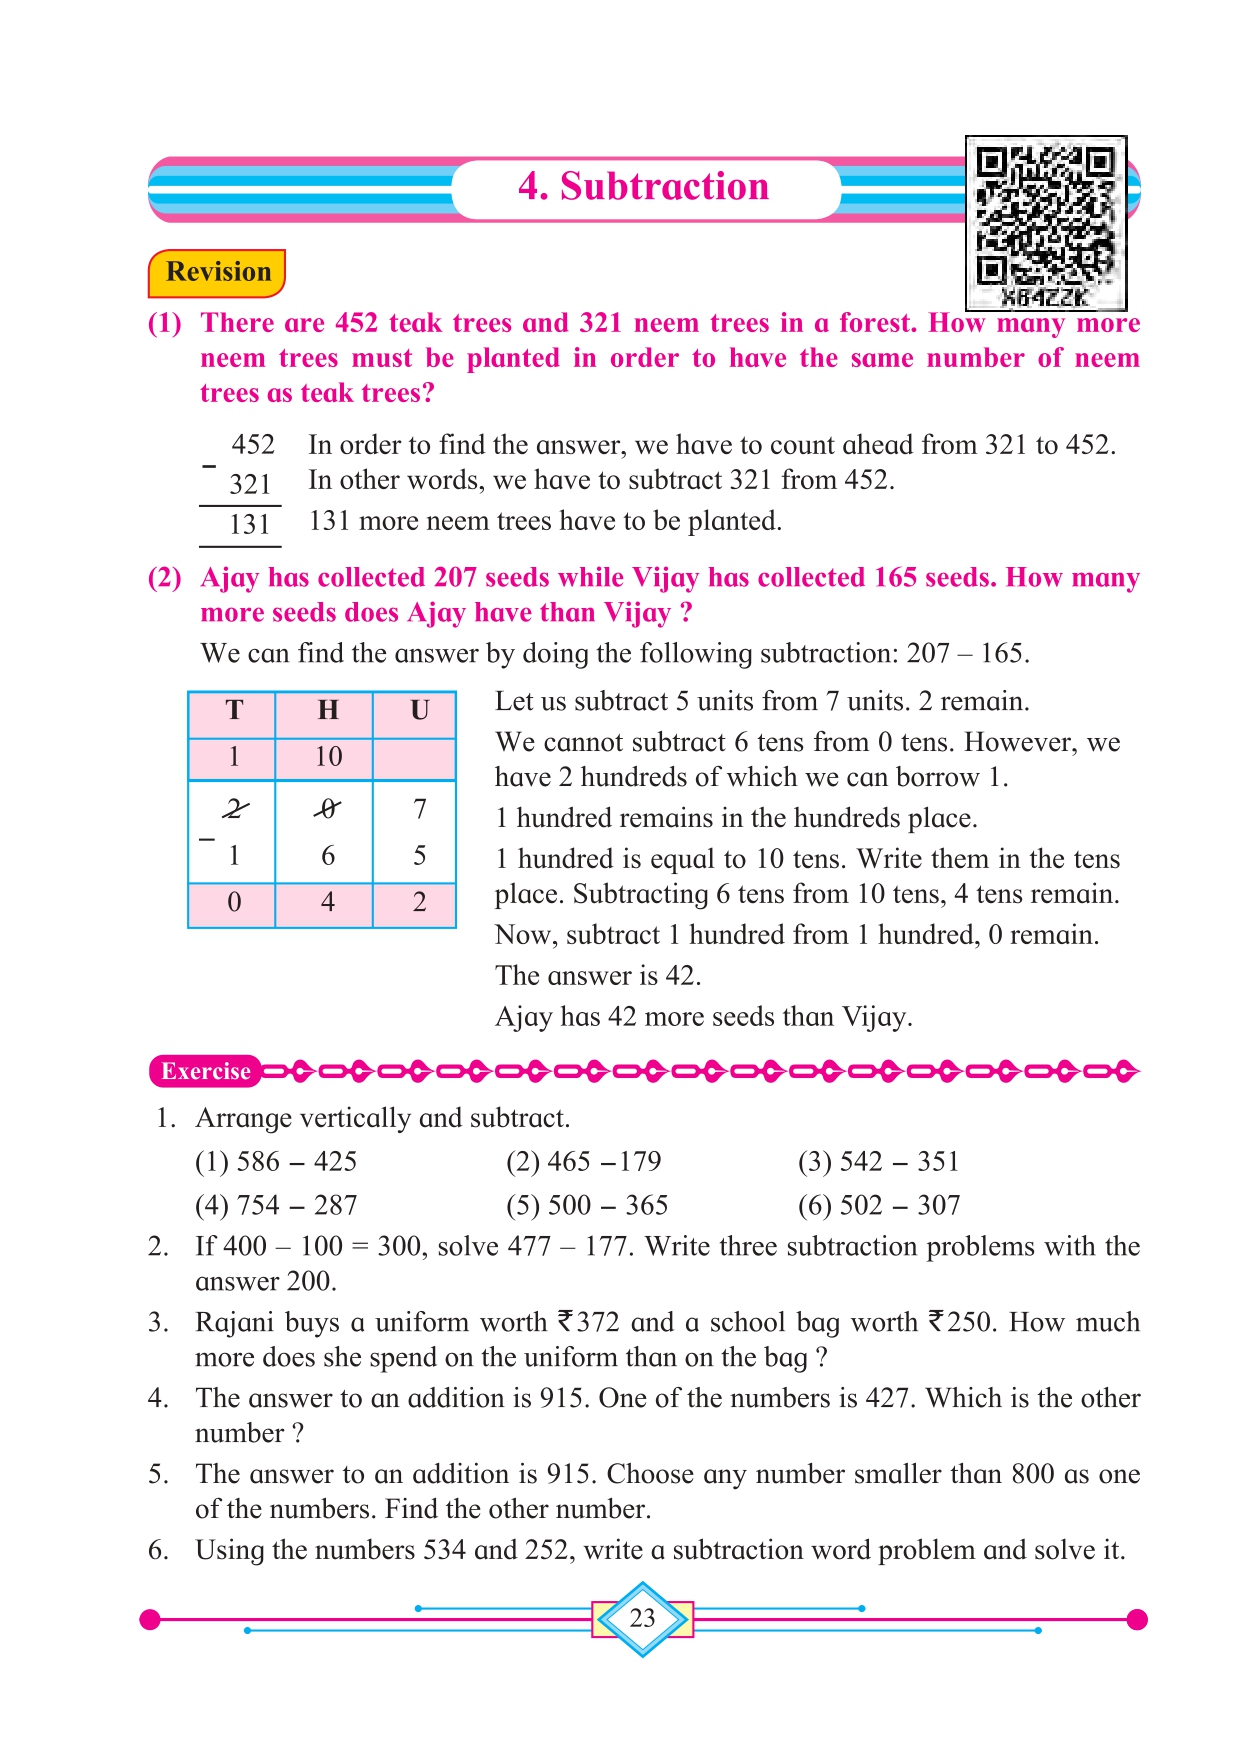 4. Subtraction
X84ZZK
Revision
(1) There are 452 teak trees and 321 neem trees in a forest. How many more
neem trees must be planted in order to have the same number of neem
trees as teak trees?
452 In order to find the answer, we have to count ahead from 321 to 452.
–
321 In other words, we have to subtract 321 from 452.
131 131 more neem trees have to be planted.
(2) Ajay has collected 207 seeds while Vijay has collected 165 seeds. How many
more seeds does Ajay have than Vijay ?
We can find the answer by doing the following subtraction: 207 – 165.
T H U
1 10
2 0 7
–
1 6 5
0 4 2
Let us subtract 5 units from 7 units. 2 remain.
We cannot subtract 6 tens from 0 tens. However, we
have 2 hundreds of which we can borrow 1.
1 hundred remains in the hundreds place.
1 hundred is equal to 10 tens. Write them in the tens
place. Subtracting 6 tens from 10 tens, 4 tens remain.
Now, subtract 1 hundred from 1 hundred, 0 remain.
The answer is 42.
Ajay has 42 more seeds than Vijay.
Exercise
1. Arrange vertically and subtract.
(1) 586 – 425 (2) 465 –179 (3) 542 – 351
(4) 754 – 287 (5) 500 – 365 (6) 502 – 307
2. If 400 – 100 = 300, solve 477 – 177. Write three subtraction problems with the
answer 200.
3. Rajani buys a uniform worth ₹372 and a school bag worth ₹250. How much
more does she spend on the uniform than on the bag ?
4. The answer to an addition is 915. One of the numbers is 427. Which is the other
number ?
5. The answer to an addition is 915. Choose any number smaller than 800 as one
of the numbers. Find the other number.
6. Using the numbers 534 and 252, write a subtraction word problem and solve it.
23